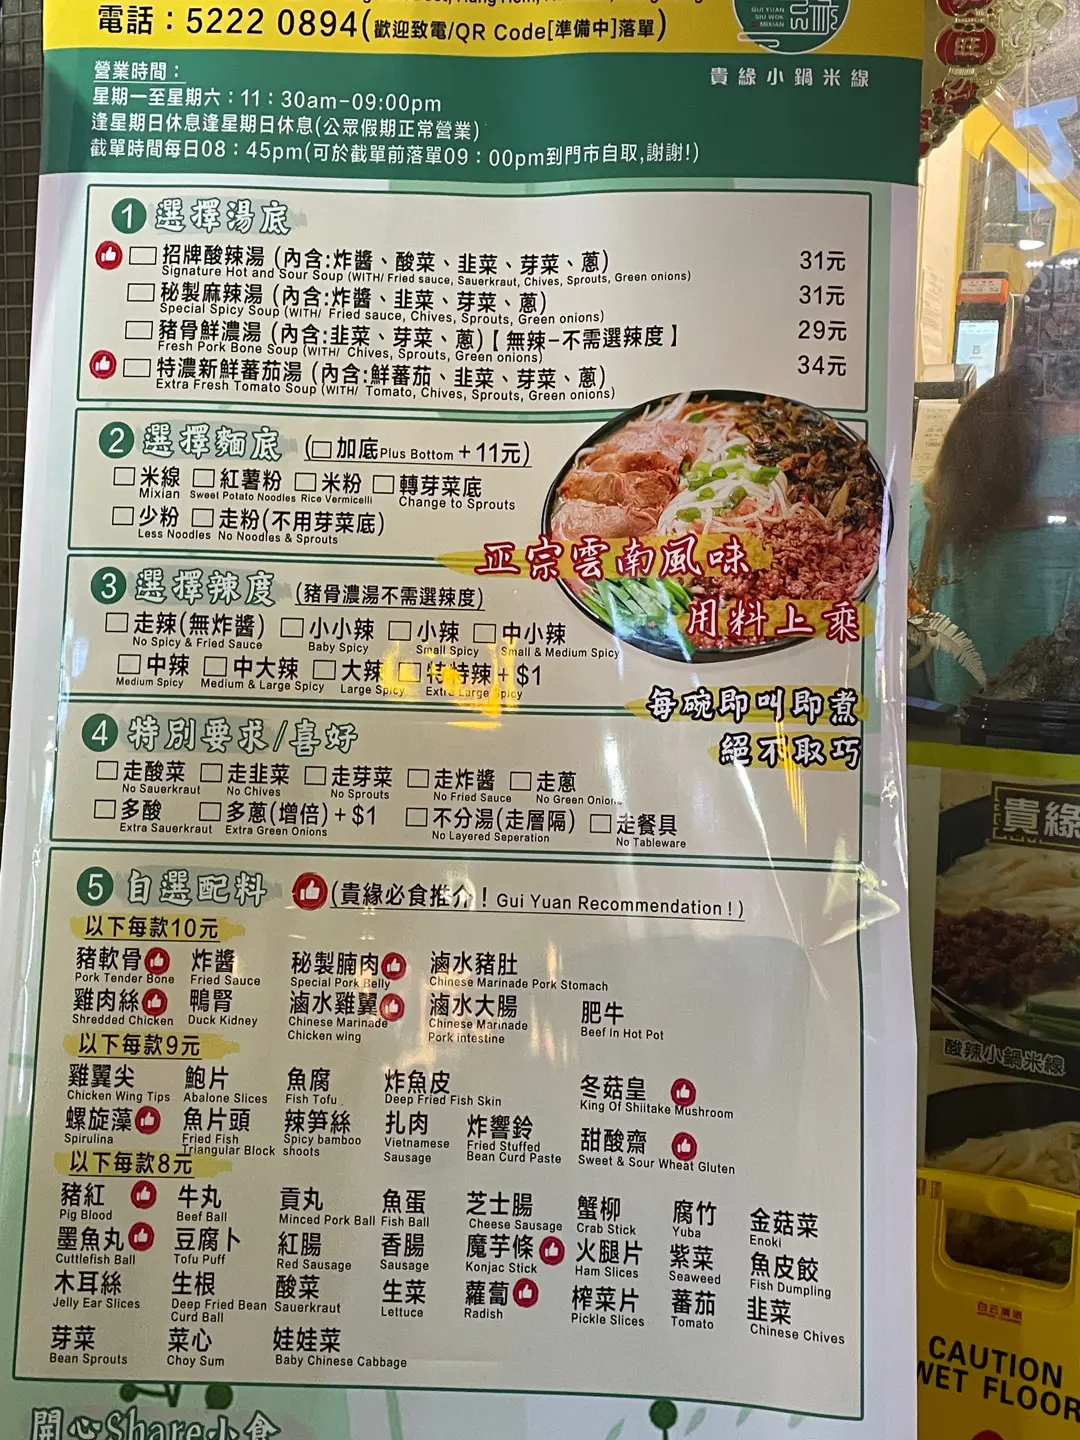 電話：5222 0894(歡迎致電/QR Code[準備中]落單)
GUI YUAN
SIU WOK
MIXIAN
貴緣小鍋米線
營業時間：
星期一至星期六：11：30am-09:00pm
逢星期日休息逢星期日休息(公眾假期正常營業)
截單時間每日08：45pm(可於截單前落單09：00pm到門市自取,謝謝!)
1 選擇湯底
招牌酸辣湯 (內含:炸醬、酸菜、韭菜、芽菜、蔥) 31元
Signature Hot and Sour Soup (WITH/ Fried sauce, Sauerkraut, Chives, Sprouts, Green onions)
秘製麻辣湯 (內含:炸醬、韭菜、芽菜、蔥) 31元
Special Spicy Soup (WITH/ Fried sauce, Chives, Sprouts, Green onions)
豬骨鮮濃湯 (內含:韭菜、芽菜、蔥)【無辣-不需選辣度】 29元
Fresh Pork Bone Soup (WITH/ Chives, Sprouts, Green onions)
特濃新鮮蕃茄湯 (內含:鮮蕃茄、韭菜、芽菜、蔥) 34元
Extra Fresh Tomato Soup (WITH/ Tomato, Chives, Sprouts, Green onions)
2 選擇麵底 (加底Plus Bottom +11元)
米線 紅薯粉 米粉 轉芽菜底
Mixian Sweet Potato Noodles Rice Vermicelli Change to Sprouts
少粉 走粉(不用芽菜底)
Less Noodles No Noodles & Sprouts
正宗雲南風味
用料上乘
3 選擇辣度 (豬骨濃湯不需選辣度)
走辣(無炸醬) 小小辣 小辣 中小辣
No Spicy & Fried Sauce Baby Spicy Small Spicy Small & Medium Spicy
中辣 中大辣 大辣 特特辣+$1
Medium Spicy Medium & Large Spicy Large Spicy Extra Large Spicy
每碗即叫即煮
絕不取巧
4 特別要求/喜好
走酸菜 走韭菜 走芽菜 走炸醬 走蔥
No Sauerkraut No Chives No Sprouts No Fried Sauce No Green Onions
多酸 多蔥(增倍)+$1 不分湯(走層隔) 走餐具
Extra Sauerkraut Extra Green Onions No Layered Seperation No Tableware
5 自選配料 (貴緣必食推介！Gui Yuan Recommendation !)
以下每款10元
豬軟骨 炸醬 秘製腩肉 滷水豬肚
Pork Tender Bone Fried Sauce Special Pork Belly Chinese Marinade Pork Stomach
雞肉絲 鴨腎 滷水雞翼 滷水大腸 肥牛
Shredded Chicken Duck Kidney Chinese Marinade Chinese Marinade Beef In Hot Pot
Chicken wing Pork intestine
以下每款9元
雞翼尖 鮑片 魚腐 炸魚皮 冬菇皇
Chicken Wing Tips Abalone Slices Fish Tofu Deep Fried Fish Skin King Of Shiitake Mushroom
螺旋藻 魚片頭 辣笋絲 扎肉 炸響鈴 甜酸齋
Spirulina Fried Fish Spicy bamboo Vietnamese Fried Stuffed Sweet & Sour Wheat Gluten
Triangular Block shoots Sausage Bean Curd Paste
以下每款8元
豬紅 牛丸 貢丸 魚蛋 芝士腸 蟹柳 腐竹 金菇菜
Pig Blood Beef Ball Minced Pork Ball Fish Ball Cheese Sausage Crab Stick Yuba Enoki
墨魚丸 豆腐卜 紅腸 香腸 魔芋條 火腿片 紫菜 魚皮餃
Cuttlefish Ball Tofu Puff Red Sausage Sausage Konjac Stick Ham Slices Seaweed Fish Dumpling
木耳絲 生根 酸菜 生菜 蘿蔔 榨菜片 蕃茄 韭菜
Jelly Ear Slices Deep Fried Bean Sauerkraut Lettuce Radish Pickle Slices Tomato Chinese Chives
Curd Ball
芽菜 菜心 娃娃菜
Bean Sprouts Choy Sum Baby Chinese Cabbage
開心Share小食
旺
貴緣
酸辣小鍋米線
CAUTION
WET FLOOR